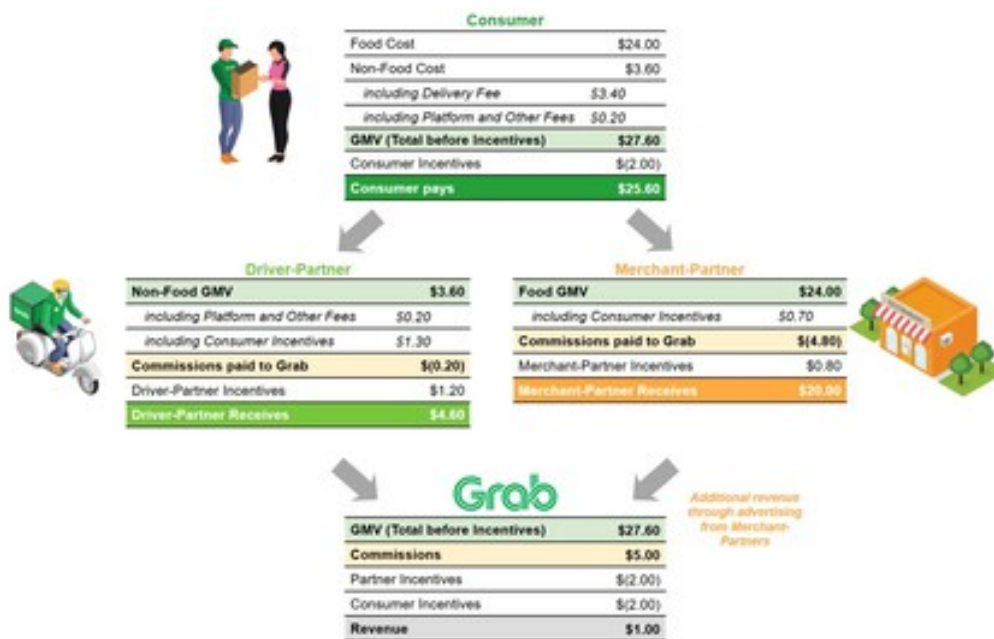 Consumer
Food Cost $24.00
Non-Food Cost $3.60
including Delivery Fee $3.40
including Platform and Other Fees $0.20
GMV (Total before Incentives) $27.60
Consumer Incentives $(2.00)
Consumer pays $25.60
Driver-Partner
Non-Food GMV $3.60
including Platform and Other Fees $0.20
including Consumer Incentives $1.30
Commissions paid to Grab $(0.20)
Driver-Partner Incentives $1.20
Driver-Partner Receives $4.60
Merchant-Partner
Food GMV $24.00
including Consumer Incentives $0.70
Commissions paid to Grab $(4.80)
Merchant-Partner Incentives $0.80
Merchant-Partner Receives $20.00
Grab
GMV (Total before Incentives) $27.60
Commissions $5.00
Partner Incentives $(2.00)
Consumer Incentives $(2.00)
Revenue $1.00
Additional revenue
through advertising
from Merchant-
Partners